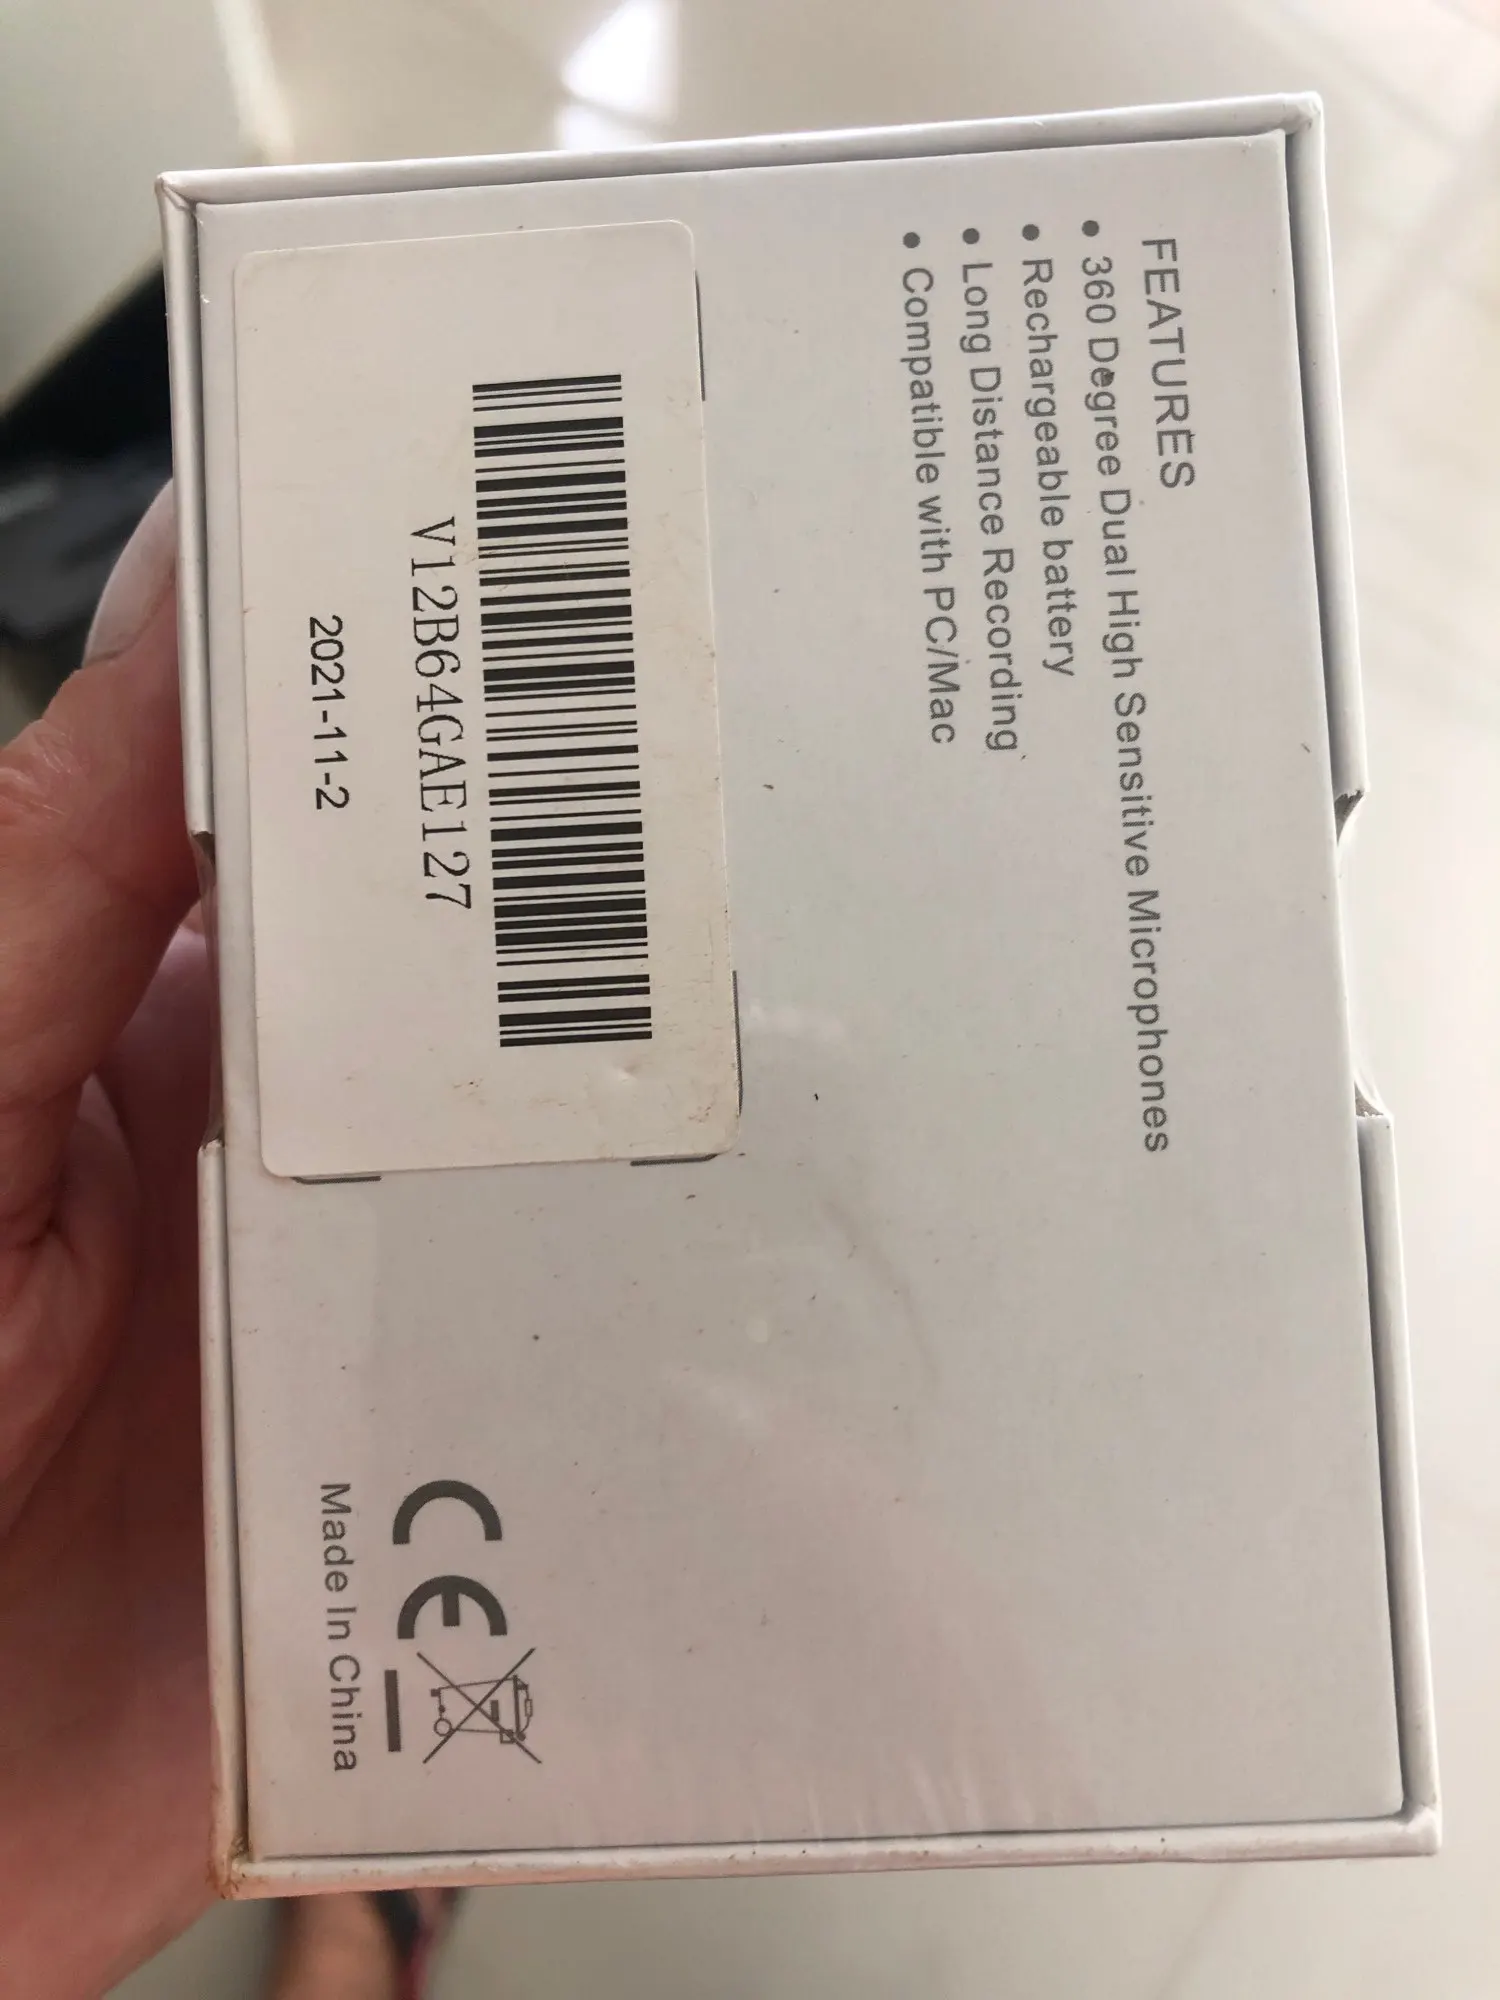 FEATURES
• 360 Degree Dual High Sensitive Microphones
• Rechargeable battery
• Long Distance Recording
• Compatible with PC/Mac
V12B64GAE127
2021-11-2
CE
Made In China